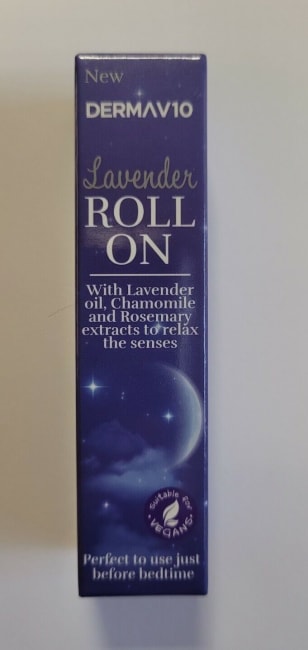 New
DERMAV10
Lavender
ROLL
ON
With Lavender
oil, Chamomile
and Rosemary
extracts to relax
the senses
Suitable for
VEGANS
Perfect to use just
before bedtime